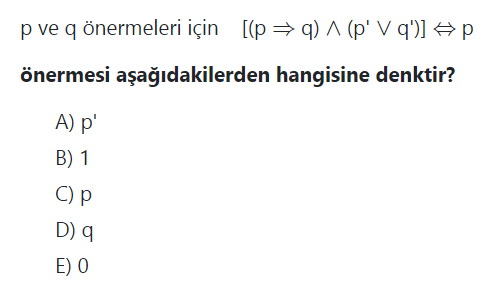 p ve q önermeleri için [(p ⇒ q) ∧ (p' ∨ q')] ⇔ p
önermesi aşağıdakilerden hangisine denktir?
A) p'
B) 1
C) p
D) q
E) 0